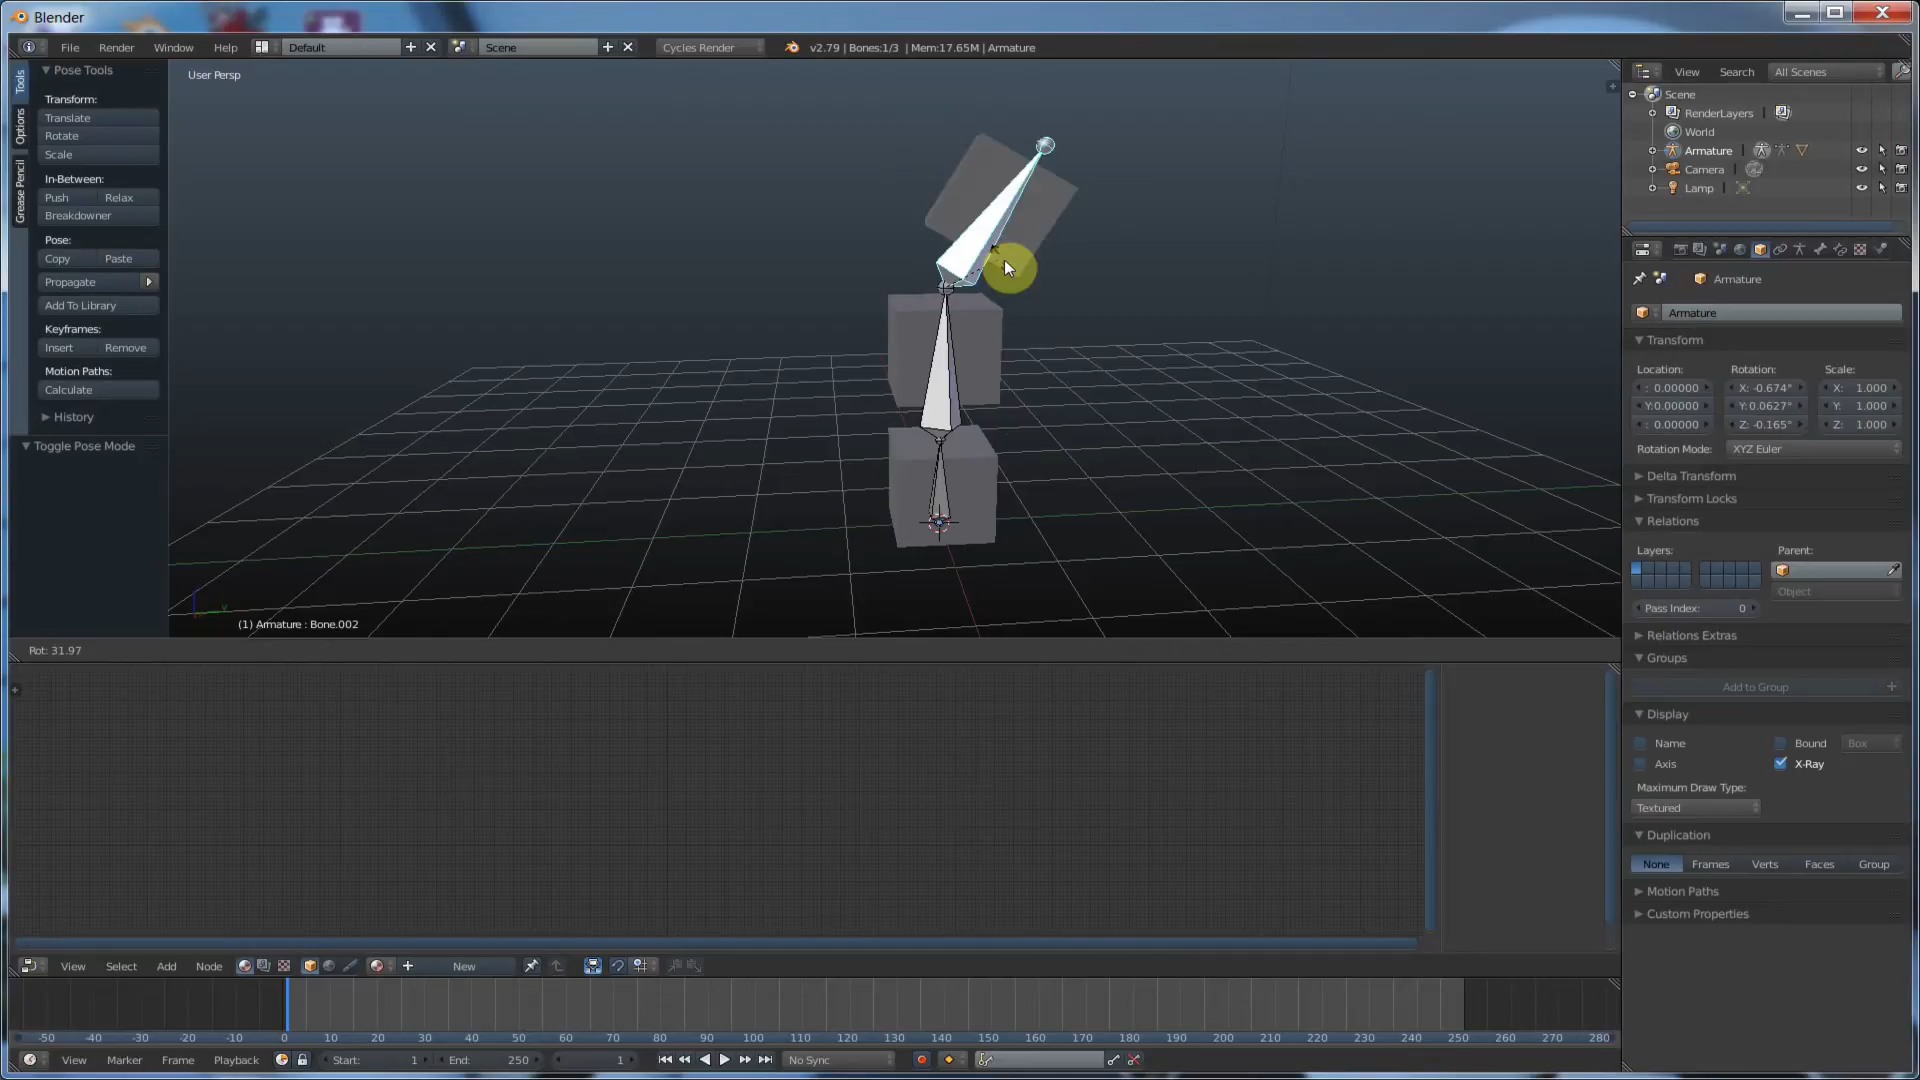 Blender
File Render Window Help Default Scene Cycles Render v2.79 | Bones:1/3 | Mem:17.65M | Armature
Tools
Options
Grease Pencil
Pose Tools
Transform:
Translate
Rotate
Scale
In-Between:
Push Relax
Breakdowner
Pose:
Copy Paste
Propagate
Add To Library
Keyframes:
Insert Remove
Motion Paths:
Calculate
History
Toggle Pose Mode
User Persp
(1) Armature : Bone.002
Rot: 31.97
View Search All Scenes
Scene
RenderLayers
World
Armature
Camera
Lamp
Armature
Armature
Transform
Location: Rotation: Scale:
: 0.00000 X: -0.674° X: 1.000
Y:0.00000 Y:0.0627° Y: 1.000
: 0.00000 Z: -0.165° Z: 1.000
Rotation Mode: XYZ Euler
Delta Transform
Transform Locks
Relations
Layers: Parent:
Object
Pass Index: 0
Relations Extras
Groups
Add to Group
Display
Name Bound Box
Axis X-Ray
Maximum Draw Type:
Textured
Duplication
None Frames Verts Faces Group
Motion Paths
Custom Properties
View Select Add Node New
-50 -40 -30 -20 -10 0 10 20 30 40 50 60 70 80 90 100 110 120 130 140 150 160 170 180 190 200 210 220 230 240 250 260 270 280
View Marker Frame Playback Start: 1 End: 250 1 No Sync